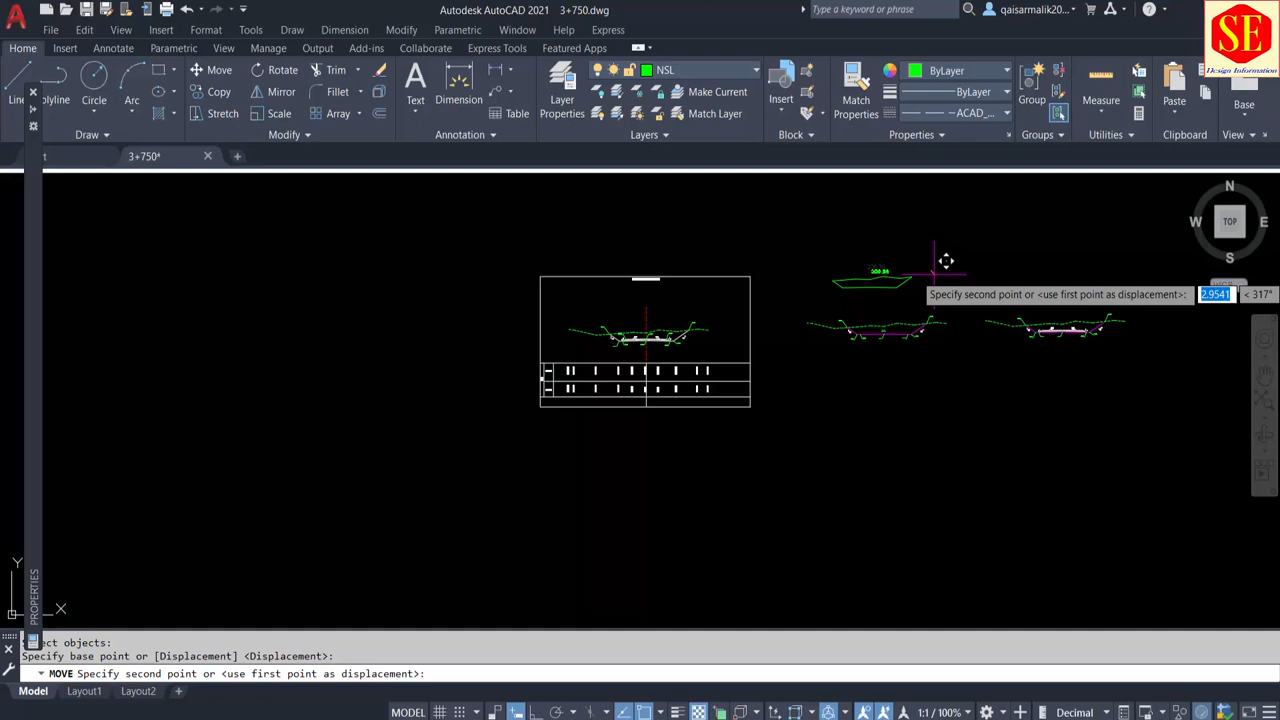 Autodesk AutoCAD 2021 3+750.dwg
Type a keyword or phrase
qaisarmalik20...
SE
Design Information
File Edit View Insert Format Tools Draw Dimension Modify Parametric Window Help Express
Home Insert Annotate Parametric View Manage Output Add-ins Collaborate Express Tools Featured Apps
Line Polyline Circle Arc
Move Rotate Trim
Mirror Fillet
Stretch Scale Array
Text Dimension Table
Layer Properties
NSL
Make Current
Match Layer
Insert
Match Properties
ByLayer
ByLayer
ACAD_...
Group
Measure
Paste
Base
Draw Modify Annotation Layers Block Properties Groups Utilities Clipboard View
3+750*
N
W TOP E
S
Specify second point or <use first point as displacement>: 2.9541 < 317°
Y
X
PROPERTIES
Select objects:
Specify base point or [Displacement] <Displacement>:
MOVE Specify second point or <use first point as displacement>:
Model Layout1 Layout2 +
MODEL 1:1 / 100% Decimal